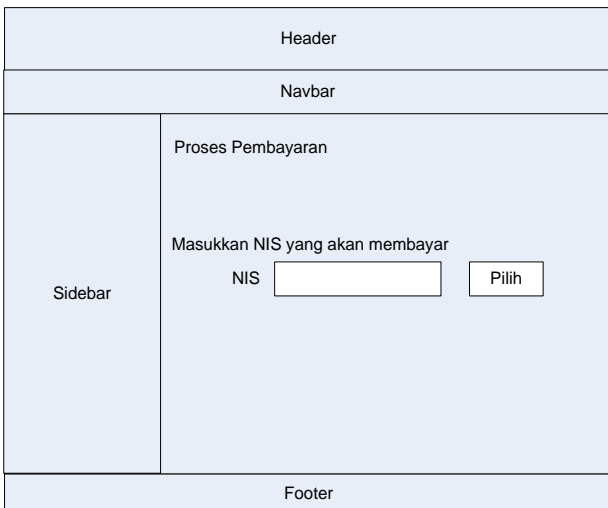 Header
Navbar
Proses Pembayaran
Masukkan NIS yang akan membayar
NIS Pilih
Sidebar
Footer